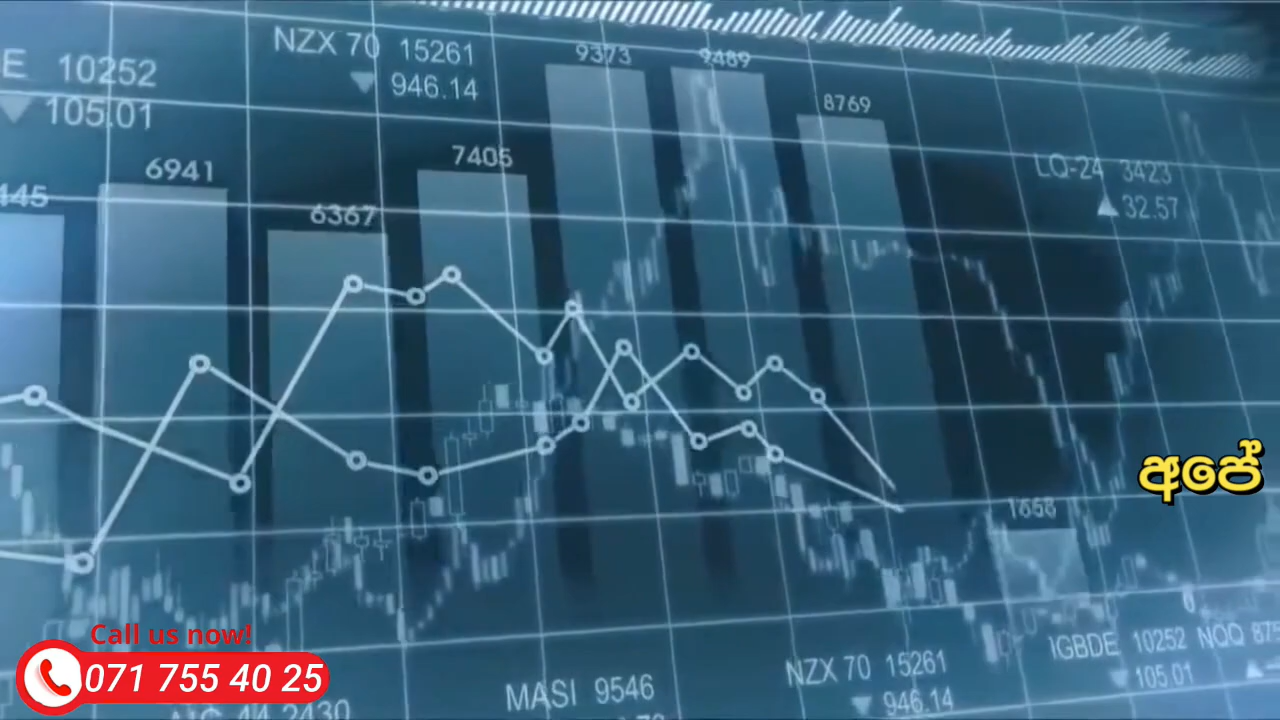 NZX 70 15261
946.14
E 10252
105.01
9373
9489
8769
7405
6941
6367
145
LQ-24 3423
32.57
අපේ
1658
Call us now!
071 755 40 25
IGBDE 10252 NQQ
105.01
NZX 70 15261
946.14
MASI 9546